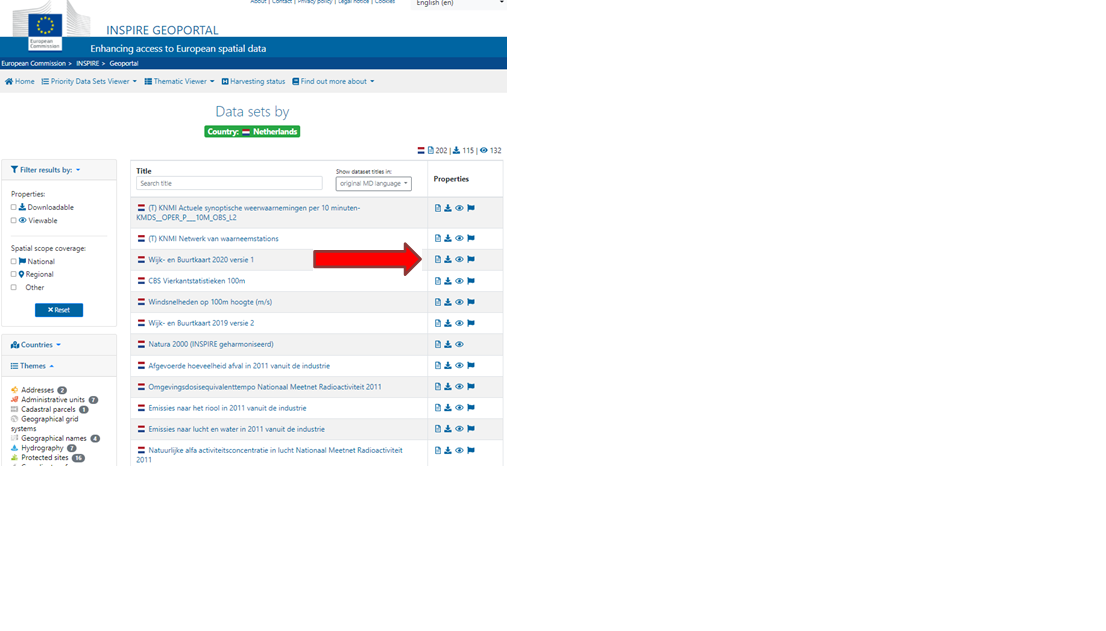 About | Contact | Privacy policy | Legal notice | Cookies
English (en)
European
Commission
INSPIRE GEOPORTAL
Enhancing access to European spatial data
European Commission > INSPIRE > Geoportal
Home Priority Data Sets Viewer Thematic Viewer Harvesting status Find out more about
Data sets by
Country: Netherlands
202 | 115 | 132
Filter results by:
Properties:
Downloadable
Viewable
Spatial scope coverage:
National
Regional
Other
Reset
Countries
Themes
Addresses 2
Administrative units 7
Cadastral parcels 1
Geographical grid
systems
Geographical names 4
Hydrography 7
Protected sites 16
Title
Search title
Show dataset titles in:
original MD language
Properties
(T) KNMI Actuele synoptische weerwaarnemingen per 10 minuten-
KMDS__OPER_P___10M_OBS_L2
(T) KNMI Netwerk van waarneemstations
Wijk- en Buurtkaart 2020 versie 1
CBS Vierkantstatistieken 100m
Windsnelheden op 100m hoogte (m/s)
Wijk- en Buurtkaart 2019 versie 2
Natura 2000 (INSPIRE geharmoniseerd)
Afgevoerde hoeveelheid afval in 2011 vanuit de industrie
Omgevingsdosisequivalenttempo Nationaal Meetnet Radioactiviteit 2011
Emissies naar het riool in 2011 vanuit de industrie
Emissies naar lucht en water in 2011 vanuit de industrie
Natuurlijke alfa activiteitsconcentratie in lucht Nationaal Meetnet Radioactiviteit
2011